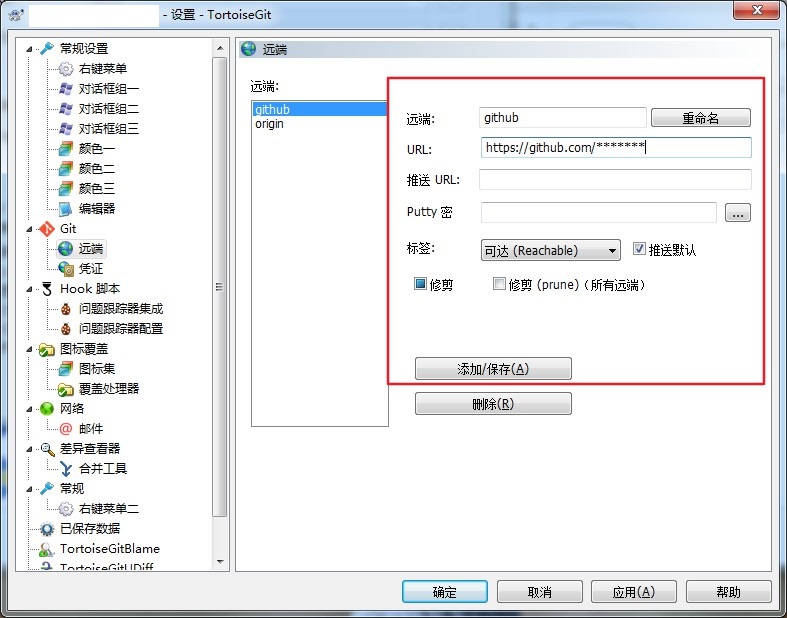 - 设置 - TortoiseGit
常规设置
右键菜单
对话框组一
对话框组二
对话框组三
颜色一
颜色二
颜色三
编辑器
Git
远端
凭证
Hook 脚本
问题跟踪器集成
问题跟踪器配置
图标覆盖
图标集
覆盖处理器
网络
邮件
差异查看器
合并工具
常规
右键菜单二
已保存数据
TortoiseGitBlame
TortoiseGitUDiff
远端
远端:
github
origin
远端: github 重命名
URL: https://github.com/*******
推送 URL:
Putty 密 ...
标签: 可达 (Reachable) 推送默认
修剪 修剪 (prune)（所有远端）
添加/保存(A)
删除(R)
确定 取消 应用(A) 帮助